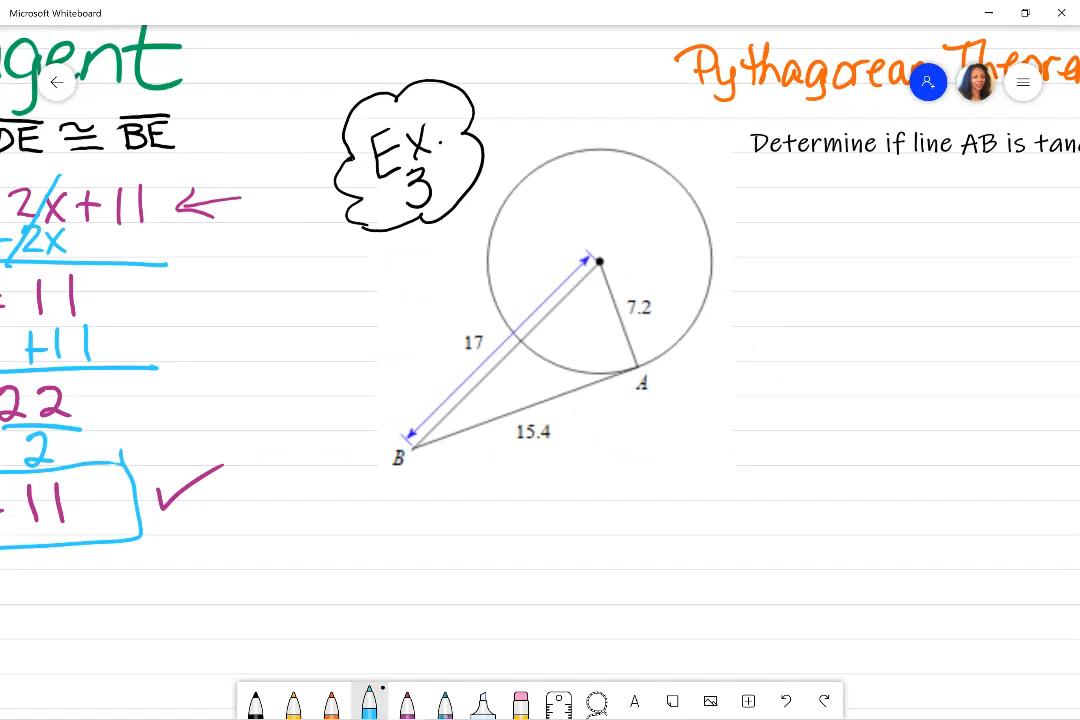 Microsoft Whiteboard
gent
DE ≅ BE
2x+11
-2x
11
+11
22
2
11
Ex.
3
17
7.2
A
15.4
B
Pythagorean Theore
Determine if line AB is tan
A